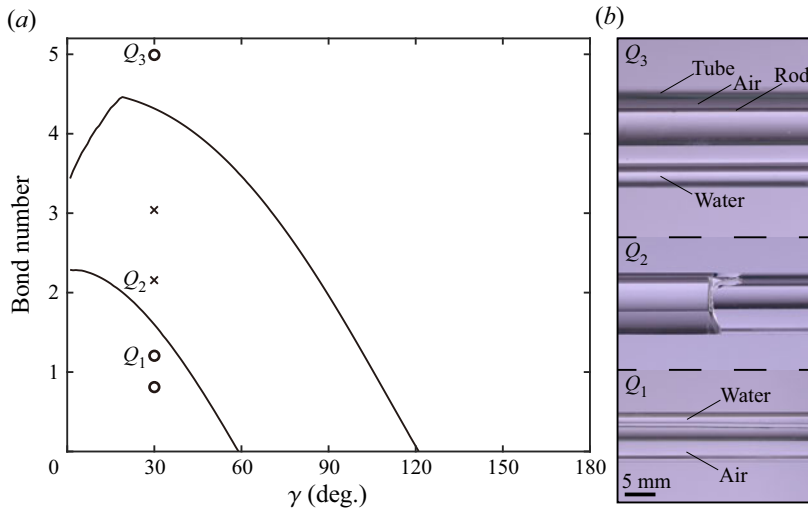 (a)
Bond number
5
4
3
2
1
0
Q3
Q2
Q1
0 30 60 90 120 150 180
γ (deg.)
(b)
Q3
Tube
Air
Rod
Water
Q2
Q1
Water
Air
5 mm